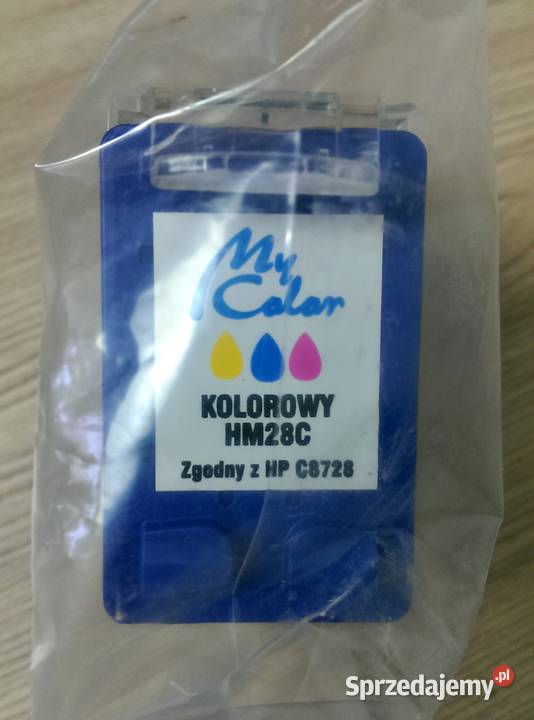 My
Color
KOLOROWY
HM28C
Zgodny z HP C8728
Sprzedajemy.pl